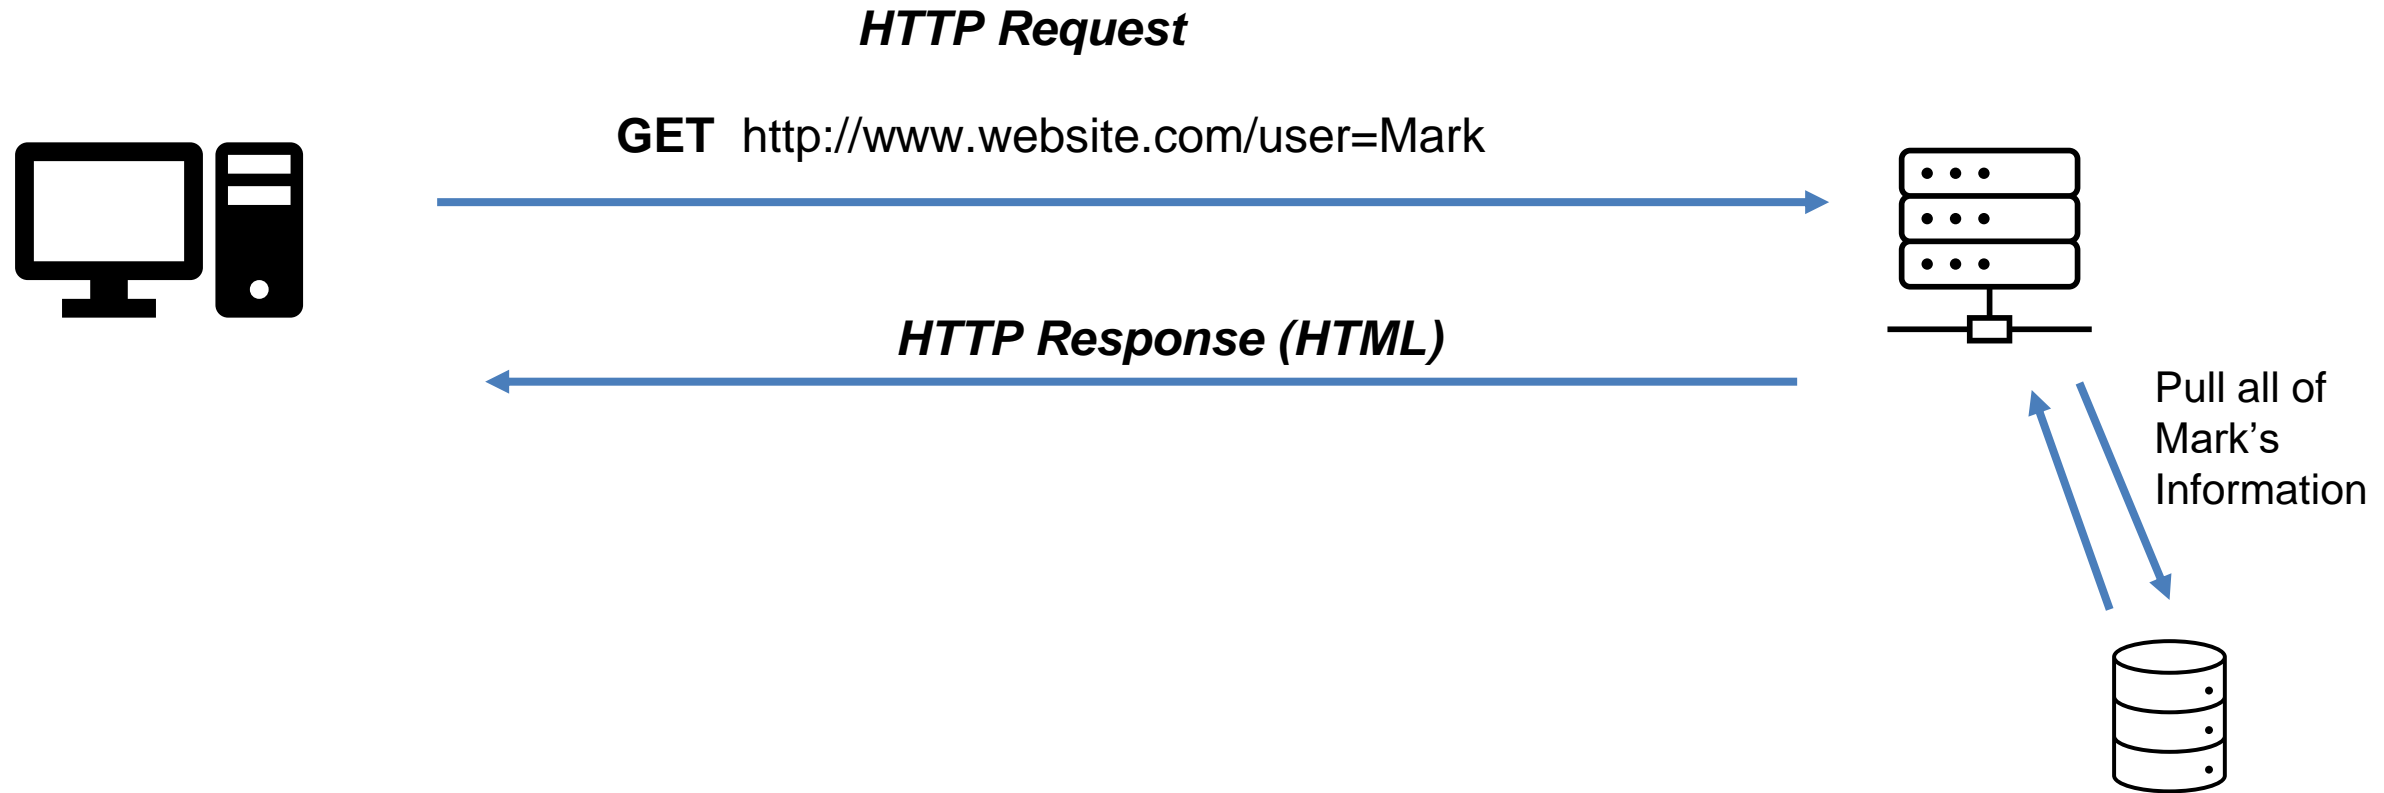 HTTP Request
GET http://www.website.com/user=Mark
HTTP Response (HTML)
Pull all of
Mark’s
Information